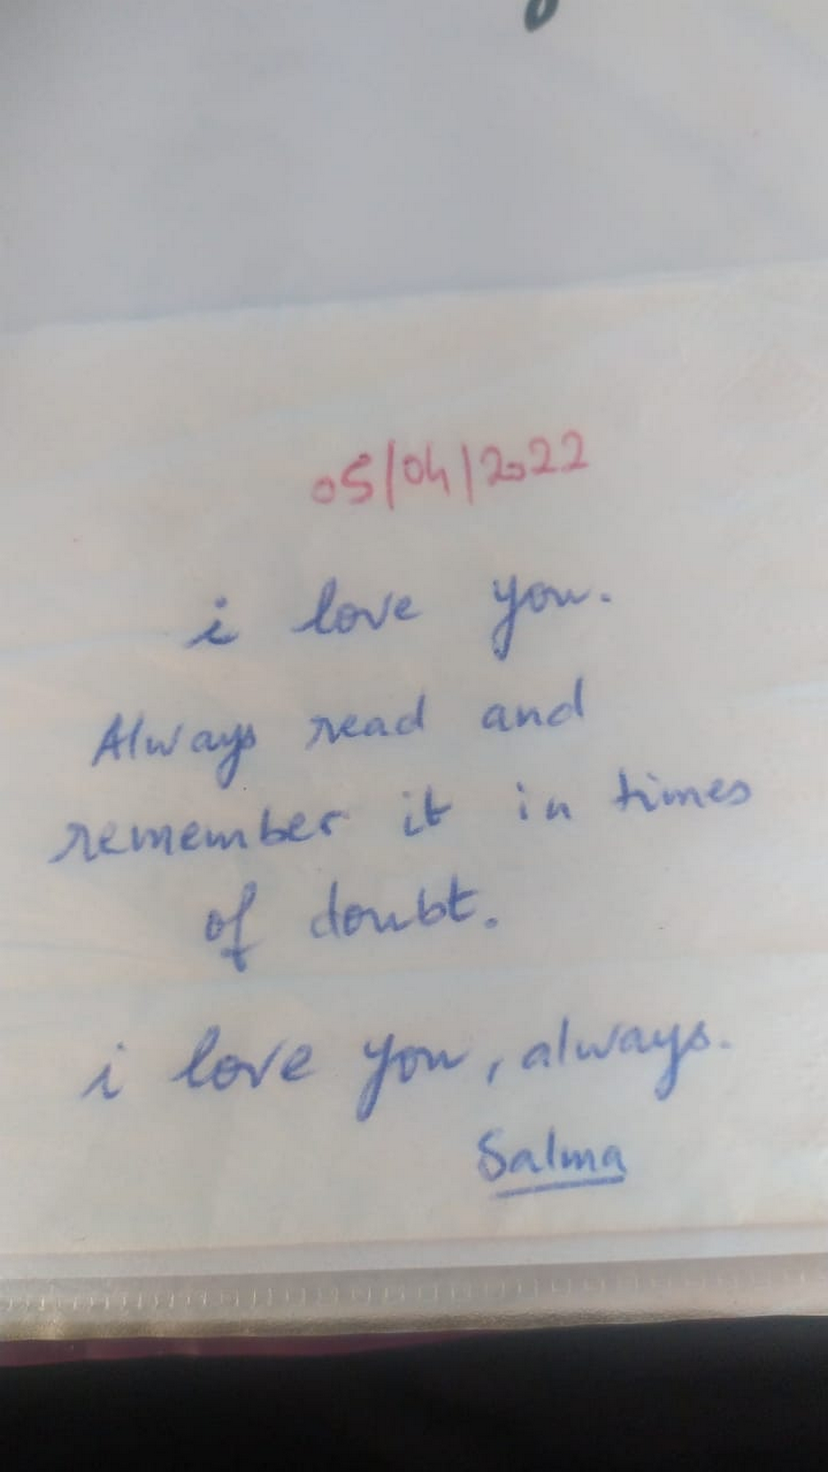 05/04/2022
i love you.
Always read and
remember it in times
of doubt.
i love you, always.
Salma